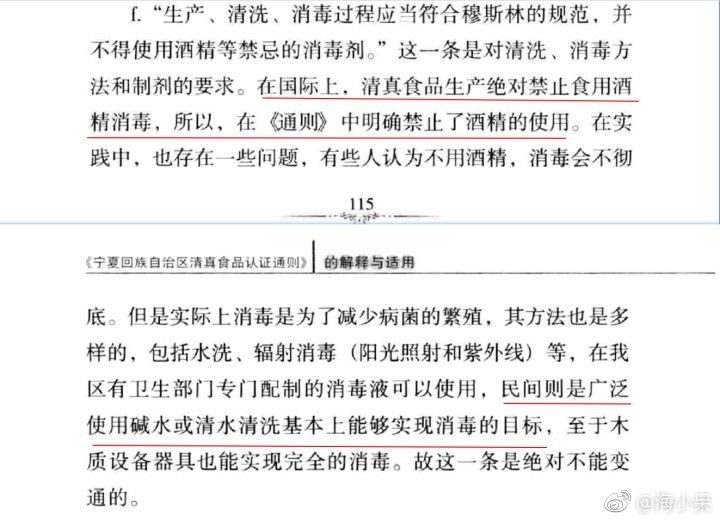 f. “生产、清洗、消毒过程应当符合穆斯林的规范，并
不得使用酒精等禁忌的消毒剂。”这一条是对清洗、消毒方
法和制剂的要求。在国际上，清真食品生产绝对禁止食用酒
精消毒，所以，在《通则》中明确禁止了酒精的使用。在实
践中，也存在一些问题，有些人认为不用酒精，消毒会不彻
115
《宁夏回族自治区清真食品认证通则》的解释与适用
底。但是实际上消毒是为了减少病菌的繁殖，其方法也是多
样的，包括水洗、辐射消毒（阳光照射和紫外线）等，在我
区有卫生部门专门配制的消毒液可以使用，民间则是广泛
使用碱水或清水清洗基本上能够实现消毒的目标，至于木
质设备器具也能实现完全的消毒。故这一条是绝对不能变
通的。
@海小呆